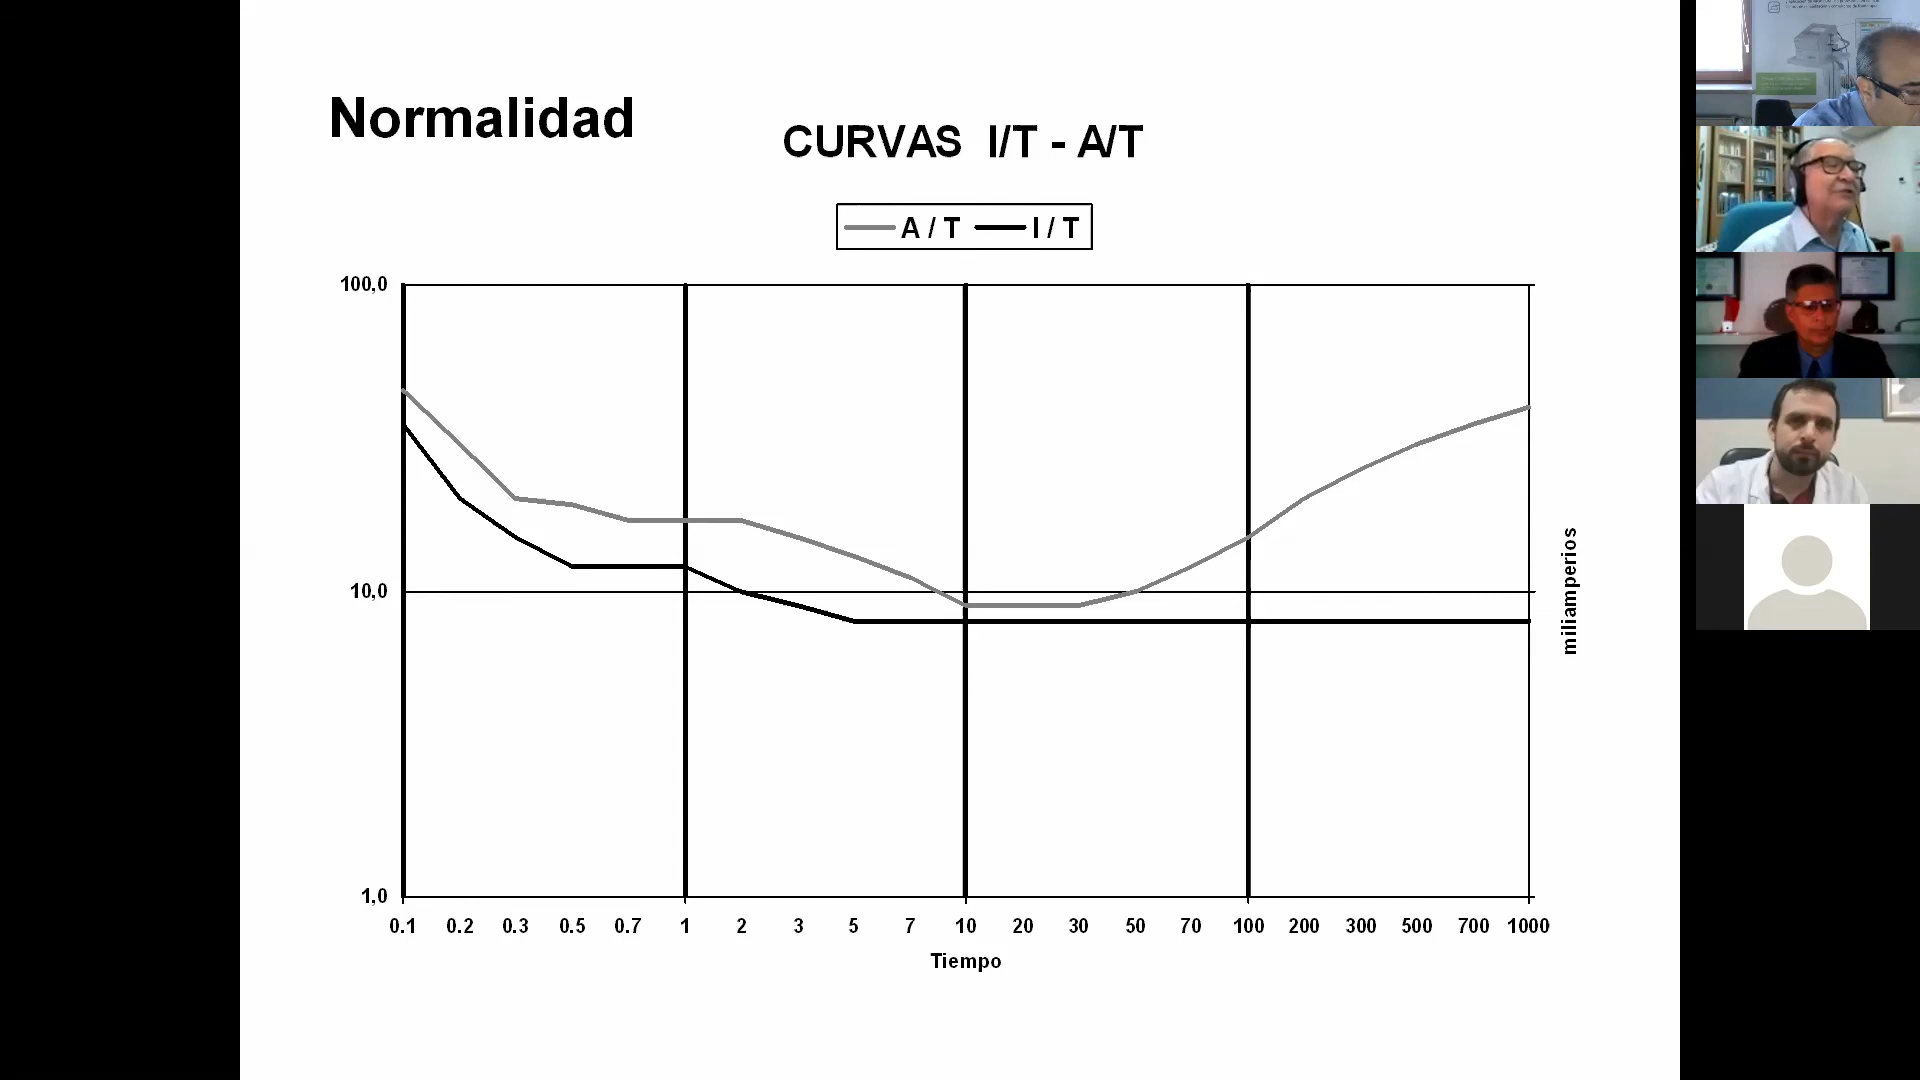 Normalidad
CURVAS I/T - A/T
A / T I / T
100,0
10,0
1,0
0.1 0.2 0.3 0.5 0.7 1 2 3 5 7 10 20 30 50 70 100 200 300 500 700 1000
Tiempo
miliamperios